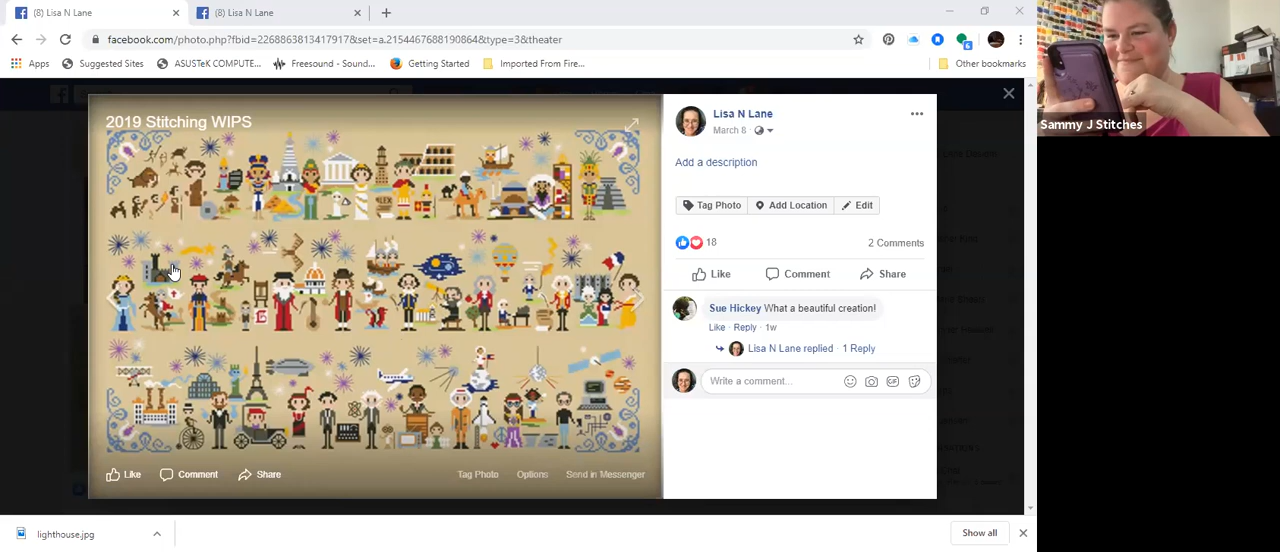 (8) Lisa N Lane
(8) Lisa N Lane
facebook.com/photo.php?fbid=2268863813417917&set=a.2154467688190864&type=3&theater
Apps
Suggested Sites
ASUSTeK COMPUTE...
Freesound - Sound...
Getting Started
Imported From Fire...
Other bookmarks
6
Sammy J Stitches
2019 Stitching WIPS
Lisa N Lane
March 8
Add a description
Tag Photo
Add Location
Edit
18
2 Comments
Like
Comment
Share
Sue Hickey What a beautiful creation!
Like · Reply · 1w
Lisa N Lane replied · 1 Reply
Write a comment...
GIF
Like
Comment
Share
Tag Photo
Options
Send in Messenger
lighthouse.jpg
Show all